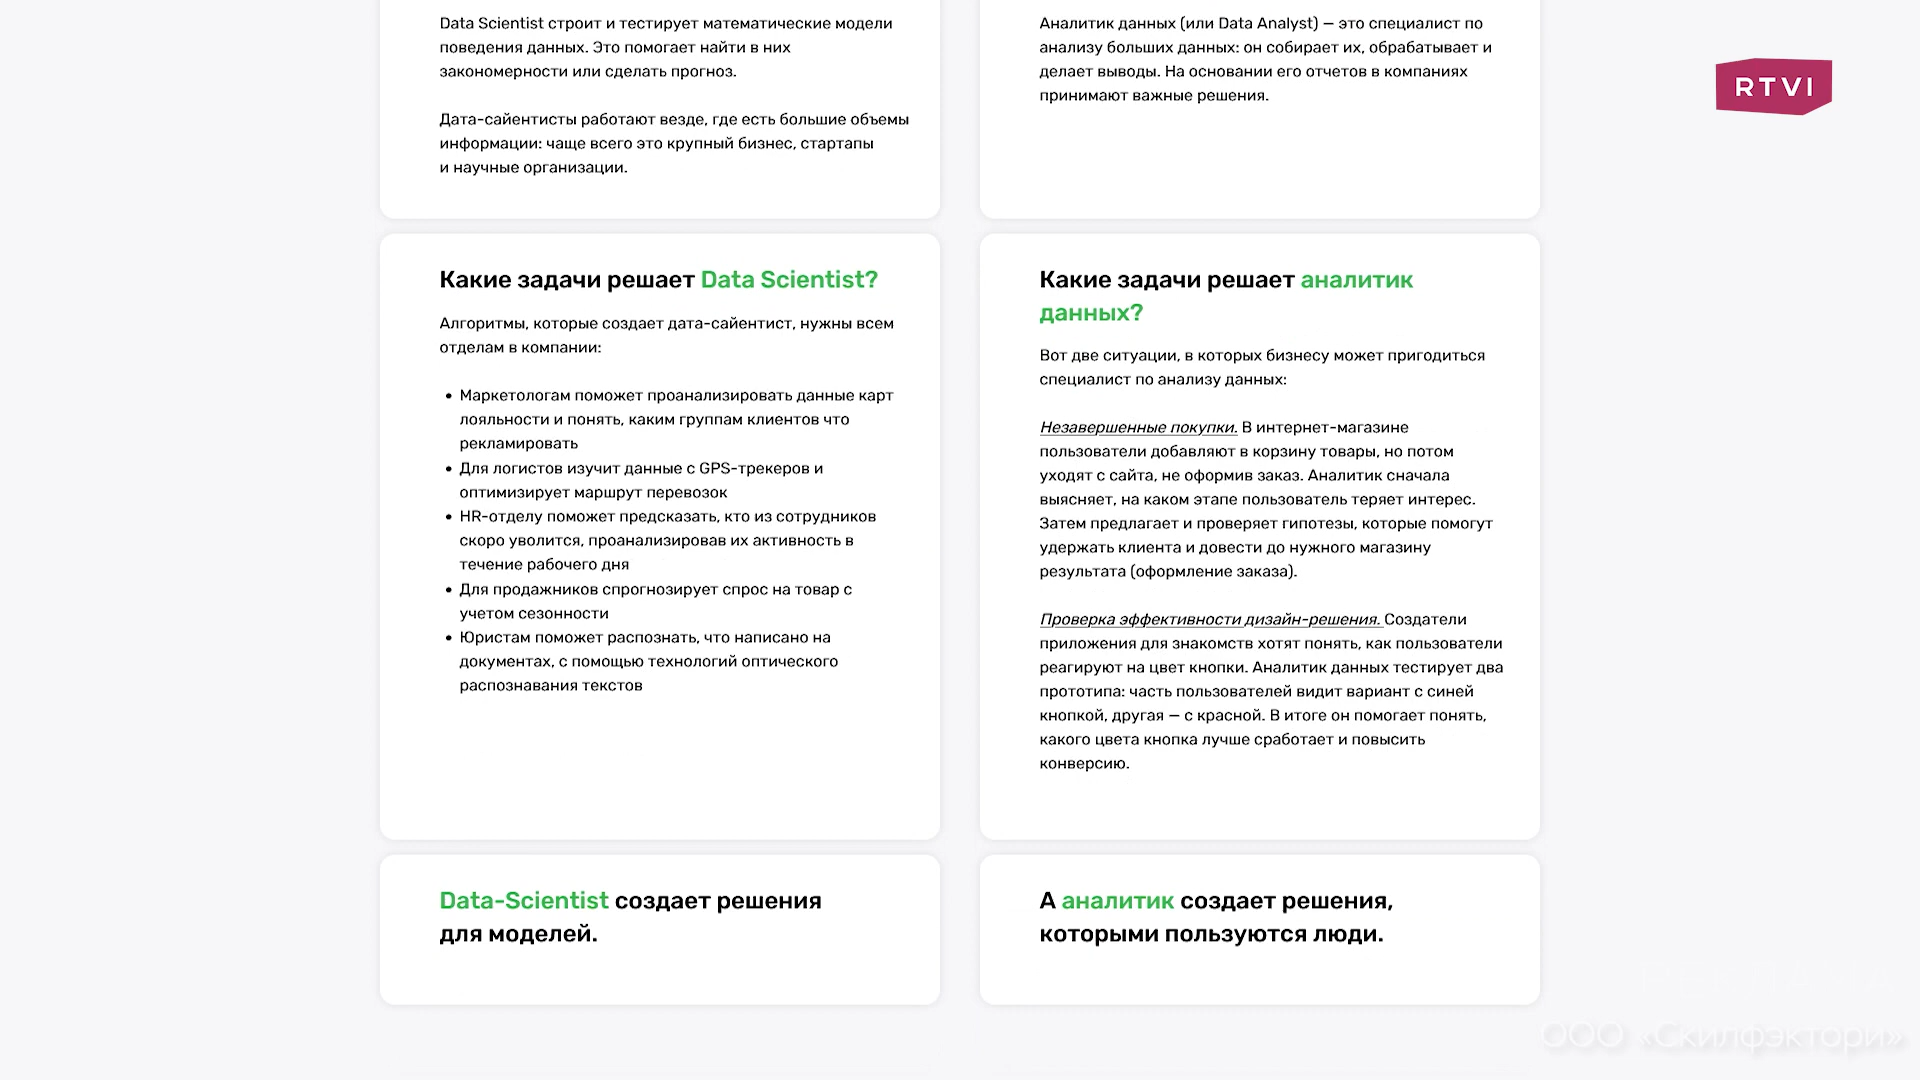 Data Scientist строит и тестирует математические модели
поведения данных. Это помогает найти в них
закономерности или сделать прогноз.
Дата-сайентисты работают везде, где есть большие объемы
информации: чаще всего это крупный бизнес, стартапы
и научные организации.
Аналитик данных (или Data Analyst) — это специалист по
анализу больших данных: он собирает их, обрабатывает и
делает выводы. На основании его отчетов в компаниях
принимают важные решения.
RTVI
Какие задачи решает Data Scientist?
Алгоритмы, которые создает дата-сайентист, нужны всем
отделам в компании:
• Маркетологам поможет проанализировать данные карт
лояльности и понять, каким группам клиентов что
рекламировать
• Для логистов изучит данные с GPS-трекеров и
оптимизирует маршрут перевозок
• HR-отделу поможет предсказать, кто из сотрудников
скоро уволится, проанализировав их активность в
течение рабочего дня
• Для продажников спрогнозирует спрос на товар с
учетом сезонности
• Юристам поможет распознать, что написано на
документах, с помощью технологий оптического
распознавания текстов
Какие задачи решает аналитик
данных?
Вот две ситуации, в которых бизнесу может пригодиться
специалист по анализу данных:
Незавершенные покупки. В интернет-магазине
пользователи добавляют в корзину товары, но потом
уходят с сайта, не оформив заказ. Аналитик сначала
выясняет, на каком этапе пользователь теряет интерес.
Затем предлагает и проверяет гипотезы, которые помогут
удержать клиента и довести до нужного магазину
результата (оформление заказа).
Проверка эффективности дизайн-решения. Создатели
приложения для знакомств хотят понять, как пользователи
реагируют на цвет кнопки. Аналитик данных тестирует два
прототипа: часть пользователей видит вариант с синей
кнопкой, другая — с красной. В итоге он помогает понять,
какого цвета кнопка лучше сработает и повысить
конверсию.
Data-Scientist создает решения
для моделей.
А аналитик создает решения,
которыми пользуются люди.
РЕКЛАМА
ООО «Скилфэктори»